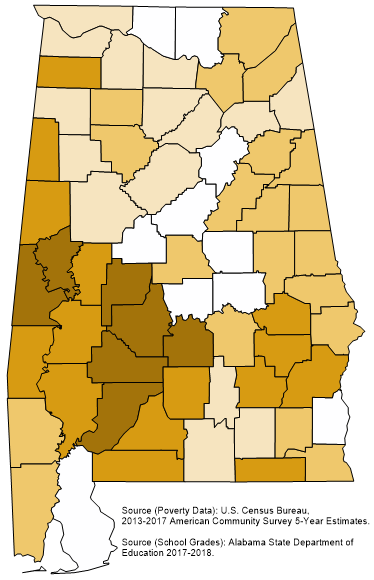 Source (Poverty Data): U.S. Census Bureau,
2013-2017 American Community Survey 5-Year Estimates.
Source (School Grades): Alabama State Department of
Education 2017-2018.